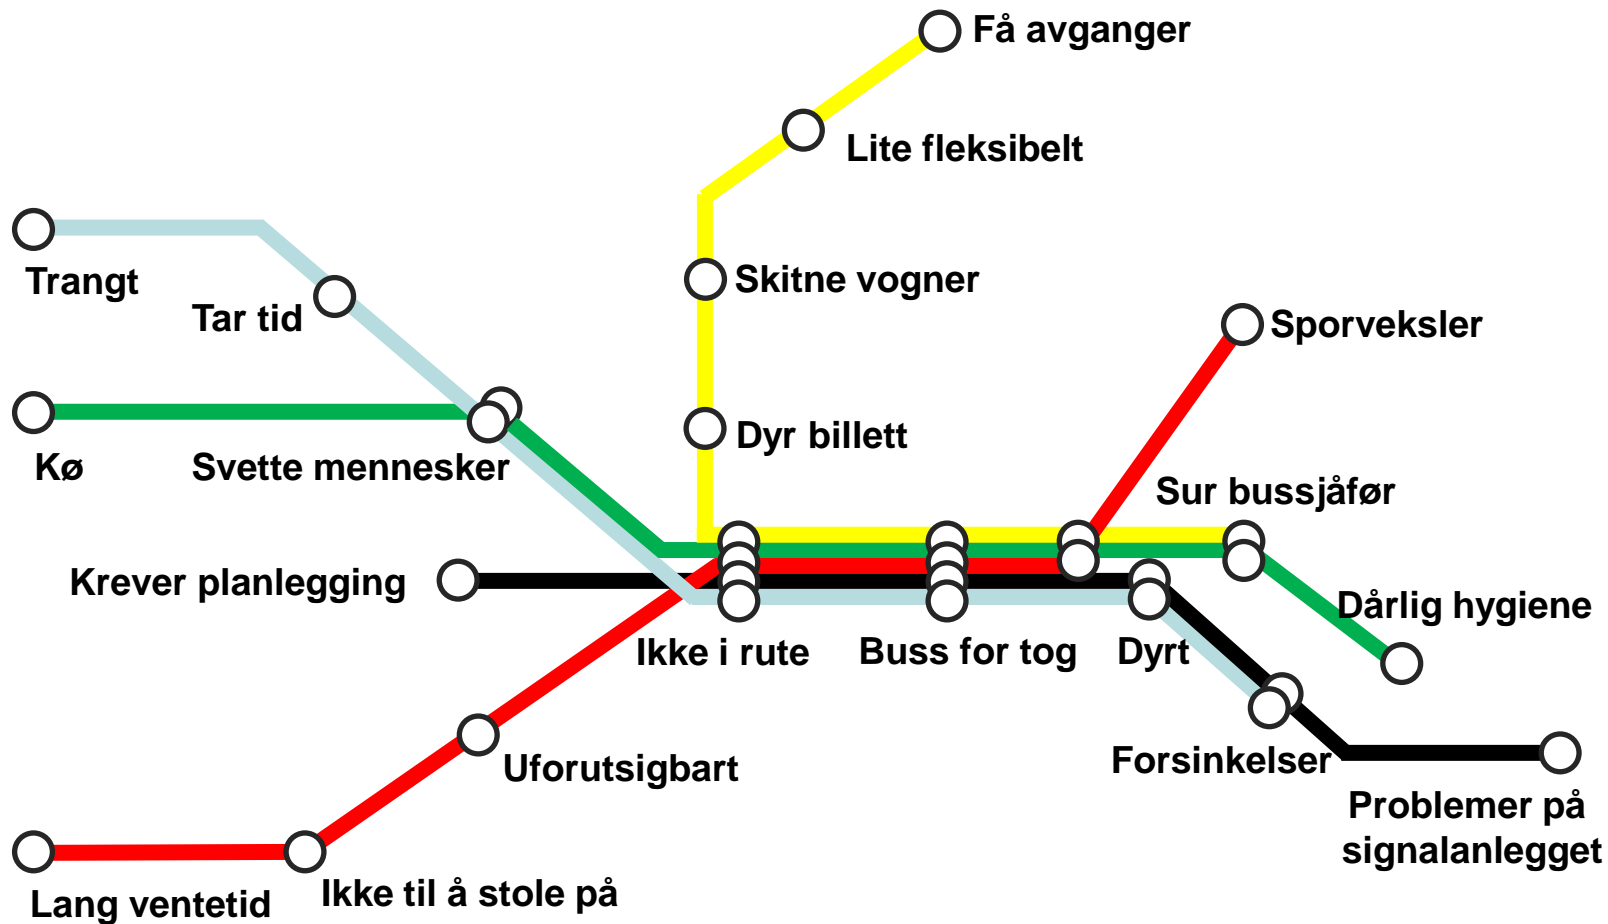 Få avganger
Lite fleksibelt
Trangt
Skitne vogner
Tar tid
Sporveksler
Dyr billett
Kø
Svette mennesker
Sur bussjåfør
Krever planlegging
Dårlig hygiene
Ikke i rute
Buss for tog
Dyrt
Uforutsigbart
Forsinkelser
Problemer på
signalanlegget
Lang ventetid
Ikke til å stole på